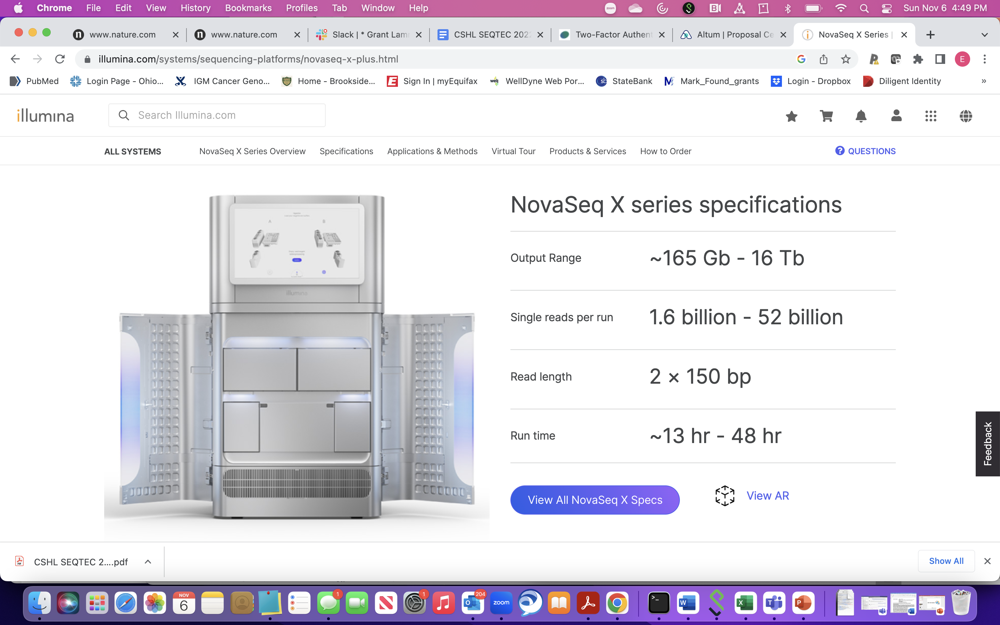 Chrome File Edit View History Bookmarks Profiles Tab Window Help zoom Sun Nov 6 4:49 PM
www.nature.com www.nature.com Slack | * Grant Lam CSHL SEQTEC 202 Two-Factor Authent Altum | Proposal Ce NovaSeq X Series |
illumina.com/systems/sequencing-platforms/novaseq-x-plus.html E
PubMed Login Page - Ohio... IGM Cancer Geno... Home - Brookside... Sign In | myEquifax WellDyne Web Por... StateBank Mark_Found_grants Login - Dropbox Diligent Identity »
illumına Search Illumina.com
ALL SYSTEMS NovaSeq X Series Overview Specifications Applications & Methods Virtual Tour Products & Services How to Order ? QUESTIONS
NovaSeq X series specifications
A B
illumına
Output Range ~165 Gb - 16 Tb
Single reads per run 1.6 billion - 52 billion
Read length 2 × 150 bp
Run time ~13 hr - 48 hr
Feedback
View All NovaSeq X Specs View AR
CSHL SEQTEC 2....pdf Show All
NOV 1 1 204
6 zoom